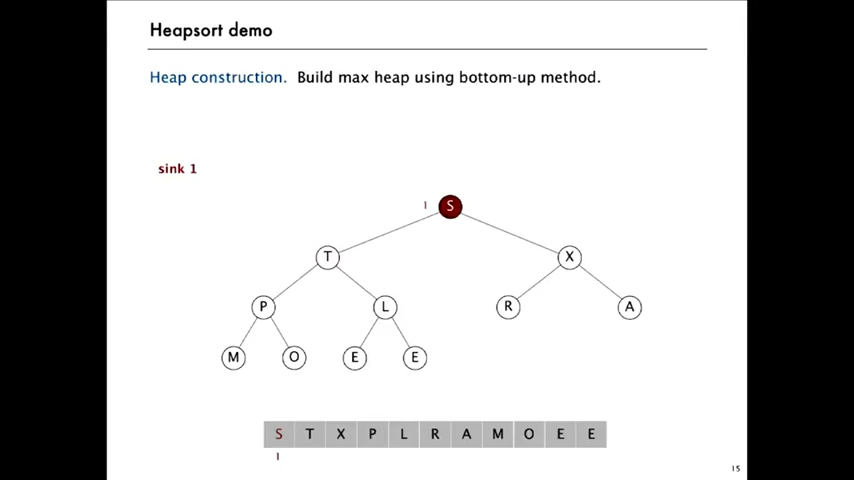 Heapsort demo
Heap construction. Build max heap using bottom-up method.
sink 1
1 S
T X
P L R A
M O E E
S T X P L R A M O E E
1
15